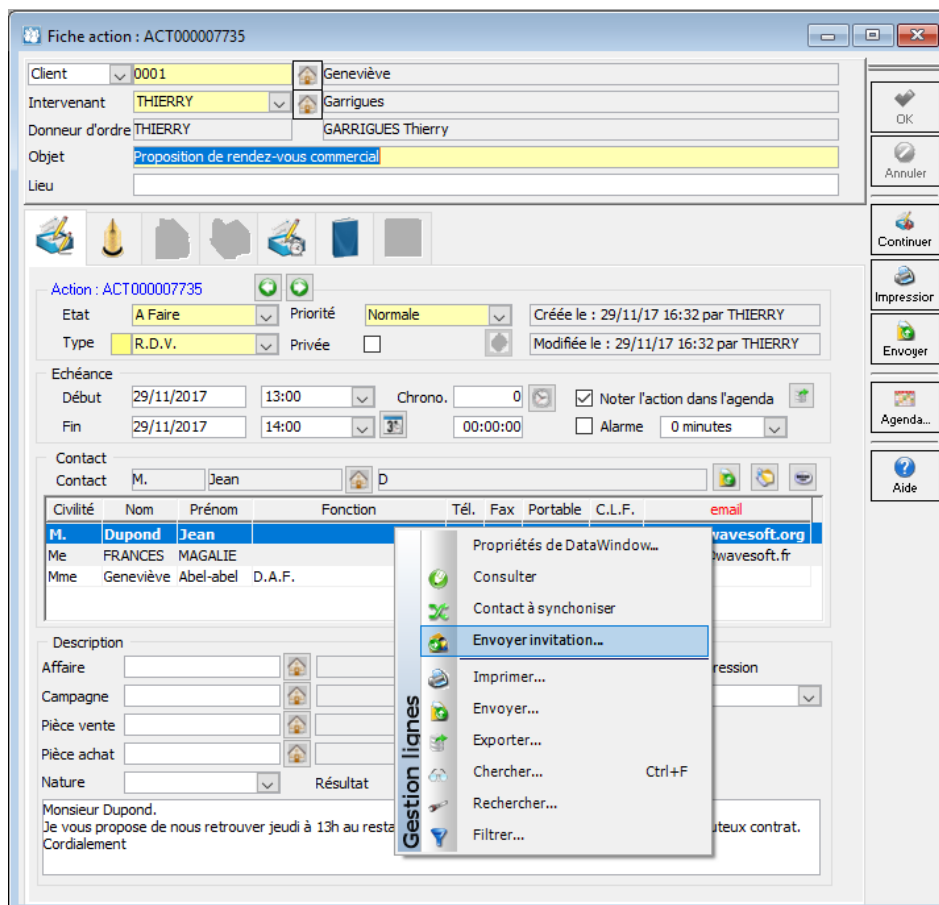 Fiche action : ACT000007735
Client 0001 Geneviève
Intervenant THIERRY Garrigues
Donneur d'ordre THIERRY GARRIGUES Thierry
Objet Proposition de rendez-vous commercial
Lieu
OK
Annuler
Continuer
Impression
Envoyer
Agenda...
Aide
Action : ACT000007735
Etat A Faire Priorité Normale Créée le : 29/11/17 16:32 par THIERRY
Type R.D.V. Privée Modifiée le : 29/11/17 16:32 par THIERRY
Echéance
Début 29/11/2017 13:00 Chrono. 0 Noter l'action dans l'agenda
Fin 29/11/2017 14:00 00:00:00 Alarme 0 minutes
Contact
Contact M. Jean D
Civilité Nom Prénom Fonction Tél. Fax Portable C.L.F. email
M. Dupond Jean wavesoft.org
Me FRANCES MAGALIE @wavesoft.fr
Mme Geneviève Abel-abel D.A.F.
Gestion lignes
Propriétés de DataWindow...
Consulter
Contact à synchoniser
Envoyer invitation...
Imprimer...
Envoyer...
Exporter...
Chercher... Ctrl+F
Rechercher...
Filtrer...
Description
Affaire ression
Campagne
Pièce vente
Pièce achat
Nature Résultat
Monsieur Dupond.
Je vous propose de nous retrouver jeudi à 13h au resta uteux contrat.
Cordialement